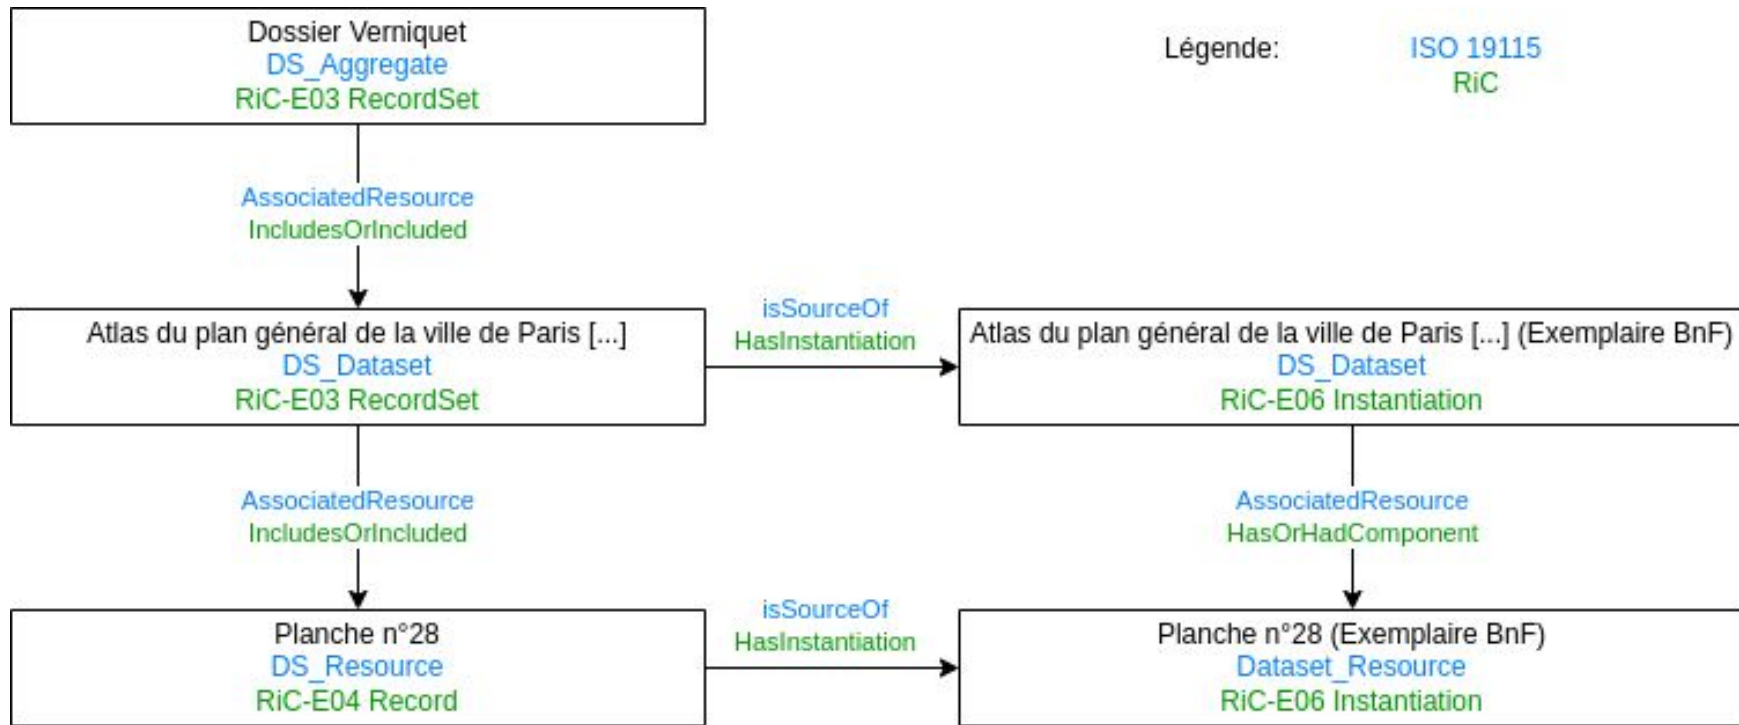 Dossier Verniquet
DS_Aggregate
RiC-E03 RecordSet
Légende:
ISO 19115
RiC
AssociatedResource
IncludesOrIncluded
Atlas du plan général de la ville de Paris [...]
DS_Dataset
RiC-E03 RecordSet
isSourceOf
HasInstantiation
Atlas du plan général de la ville de Paris [...] (Exemplaire BnF)
DS_Dataset
RiC-E06 Instantiation
AssociatedResource
IncludesOrIncluded
AssociatedResource
HasOrHadComponent
Planche n°28
DS_Resource
RiC-E04 Record
isSourceOf
HasInstantiation
Planche n°28 (Exemplaire BnF)
Dataset_Resource
RiC-E06 Instantiation